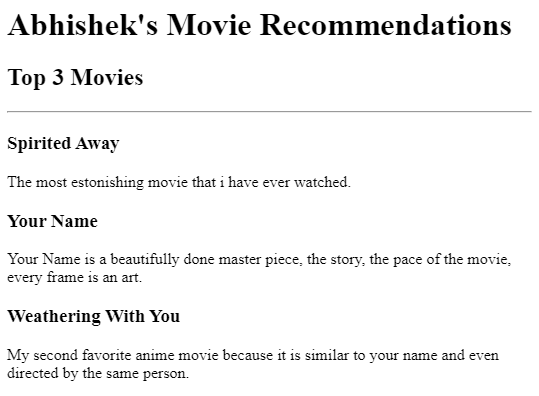 Abhishek's Movie Recommendations
Top 3 Movies
Spirited Away
The most estonishing movie that i have ever watched.
Your Name
Your Name is a beautifully done master piece, the story, the pace of the movie,
every frame is an art.
Weathering With You
My second favorite anime movie because it is similar to your name and even
directed by the same person.